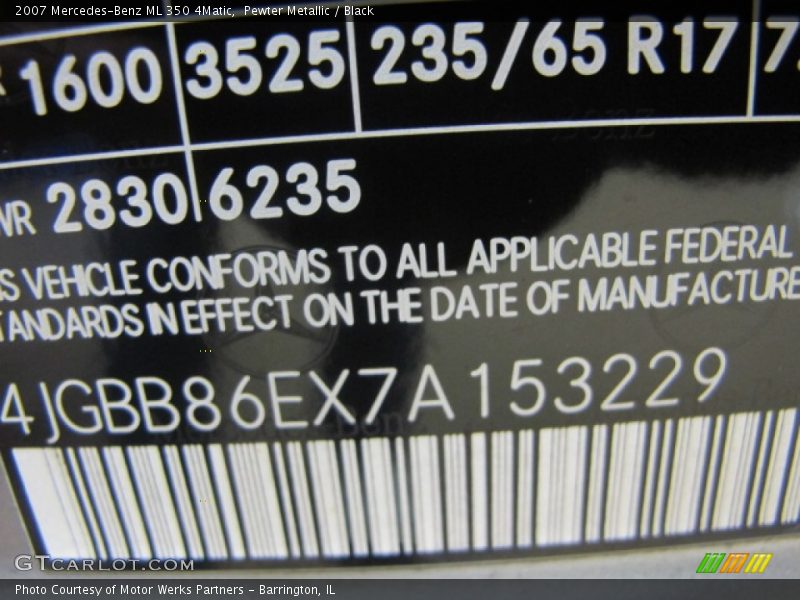 2007 Mercedes-Benz ML 350 4Matic, Pewter Metallic / Black
1600 3525 235/65 R17
WR 2830 6235
S VEHICLE CONFORMS TO ALL APPLICABLE FEDERAL
TANDARDS IN EFFECT ON THE DATE OF MANUFACTURE
4JGBB86EX7A153229
GTCARLOT.COM
Photo Courtesy of Motor Werks Partners - Barrington, IL